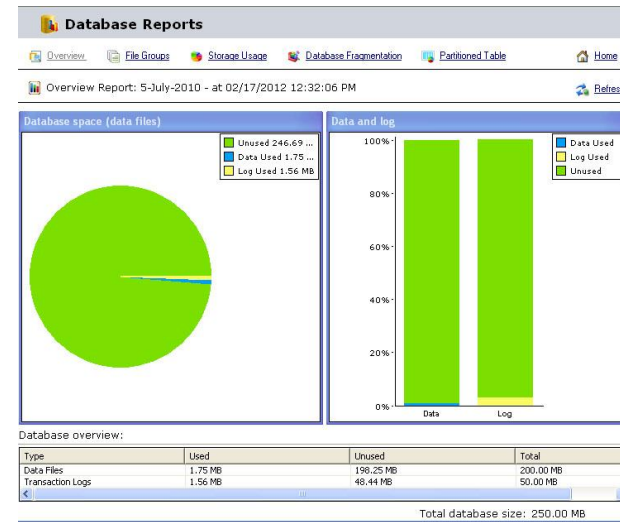 Database Reports
Overview File Groups Storage Usage Database Fragmentation Partitioned Table Home
Overview Report: 5-July-2010 - at 02/17/2012 12:32:06 PM Refres
Database space (data files)
Unused 246.69 ...
Data Used 1.75 ...
Log Used 1.56 MB
Data and log
100%
80%
60%
40%
20%
0%
Data Log
Data Used
Log Used
Unused
Database overview:
Type Used Unused Total
Data Files 1.75 MB 198.25 MB 200.00 MB
Transaction Logs 1.56 MB 48.44 MB 50.00 MB
Total database size: 250.00 MB